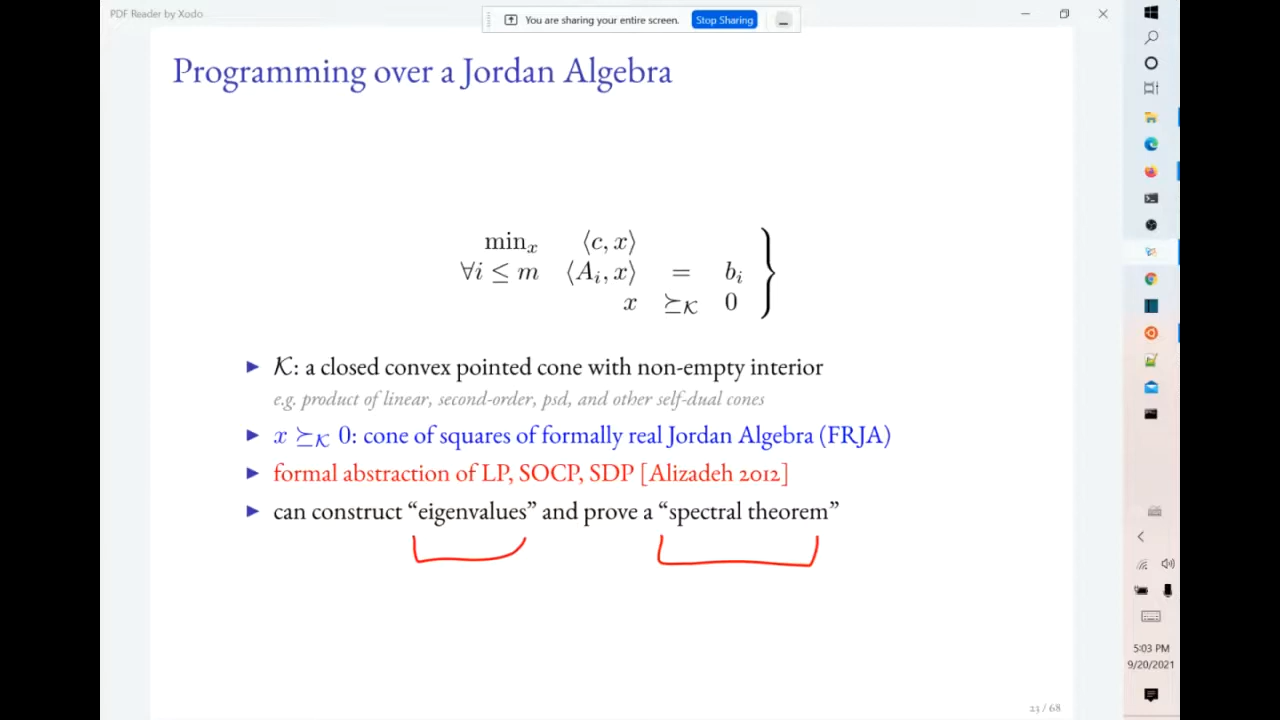 PDF Reader by Xodo
You are sharing your entire screen. Stop Sharing
Programming over a Jordan Algebra
min_x ⟨c, x⟩
∀i ≤ m ⟨A_i, x⟩ = b_i
x ⪰_𝒦 0
▶ 𝒦: a closed convex pointed cone with non-empty interior
e.g. product of linear, second-order, psd, and other self-dual cones
▶ x ⪰_𝒦 0: cone of squares of formally real Jordan Algebra (FRJA)
▶ formal abstraction of LP, SOCP, SDP [Alizadeh 2012]
▶ can construct “eigenvalues” and prove a “spectral theorem”
5:03 PM
9/20/2021
23 / 68